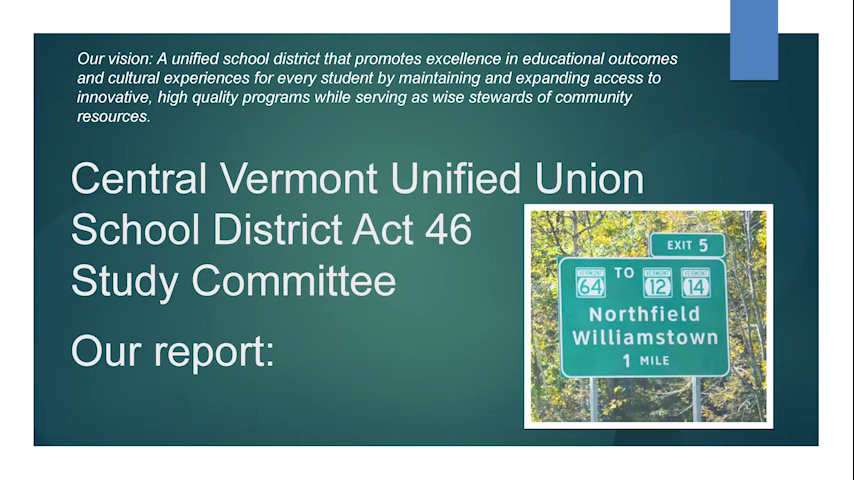 Our vision: A unified school district that promotes excellence in educational outcomes
and cultural experiences for every student by maintaining and expanding access to
innovative, high quality programs while serving as wise stewards of community
resources.
Central Vermont Unified Union
School District Act 46
Study Committee
Our report:
EXIT 5
VERMONT 64 TO VERMONT 12 VERMONT 14
Northfield
Williamstown
1 MILE